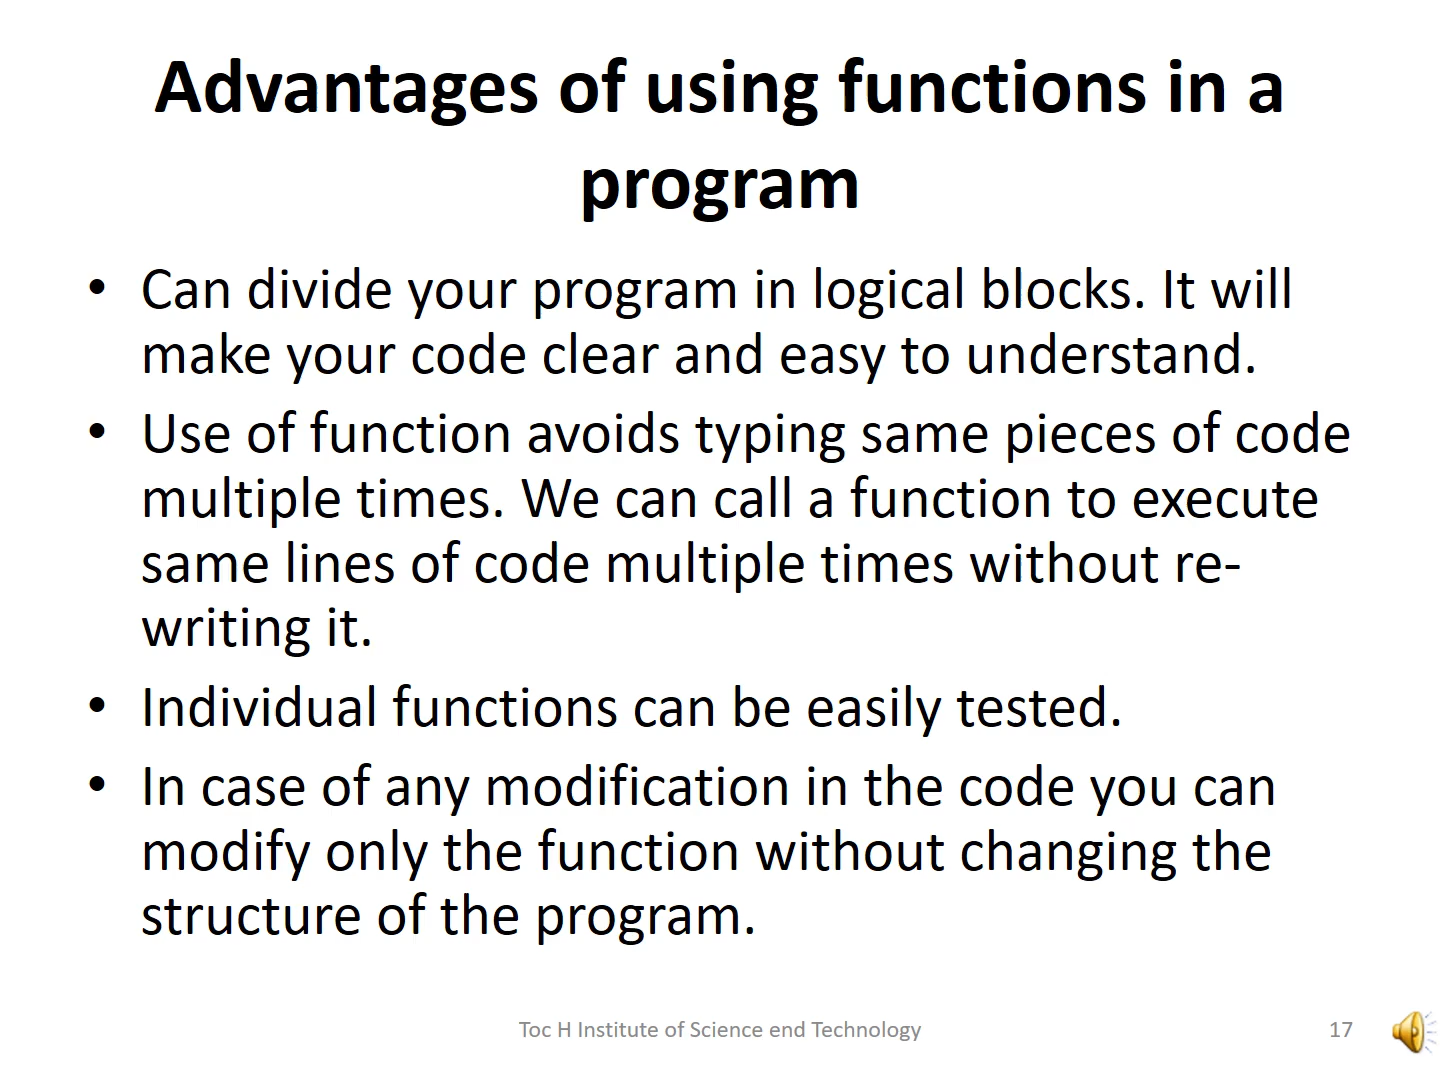 Advantages of using functions in a
program
• Can divide your program in logical blocks. It will
make your code clear and easy to understand.
• Use of function avoids typing same pieces of code
multiple times. We can call a function to execute
same lines of code multiple times without re-
writing it.
• Individual functions can be easily tested.
• In case of any modification in the code you can
modify only the function without changing the
structure of the program.
Toc H Institute of Science end Technology
17